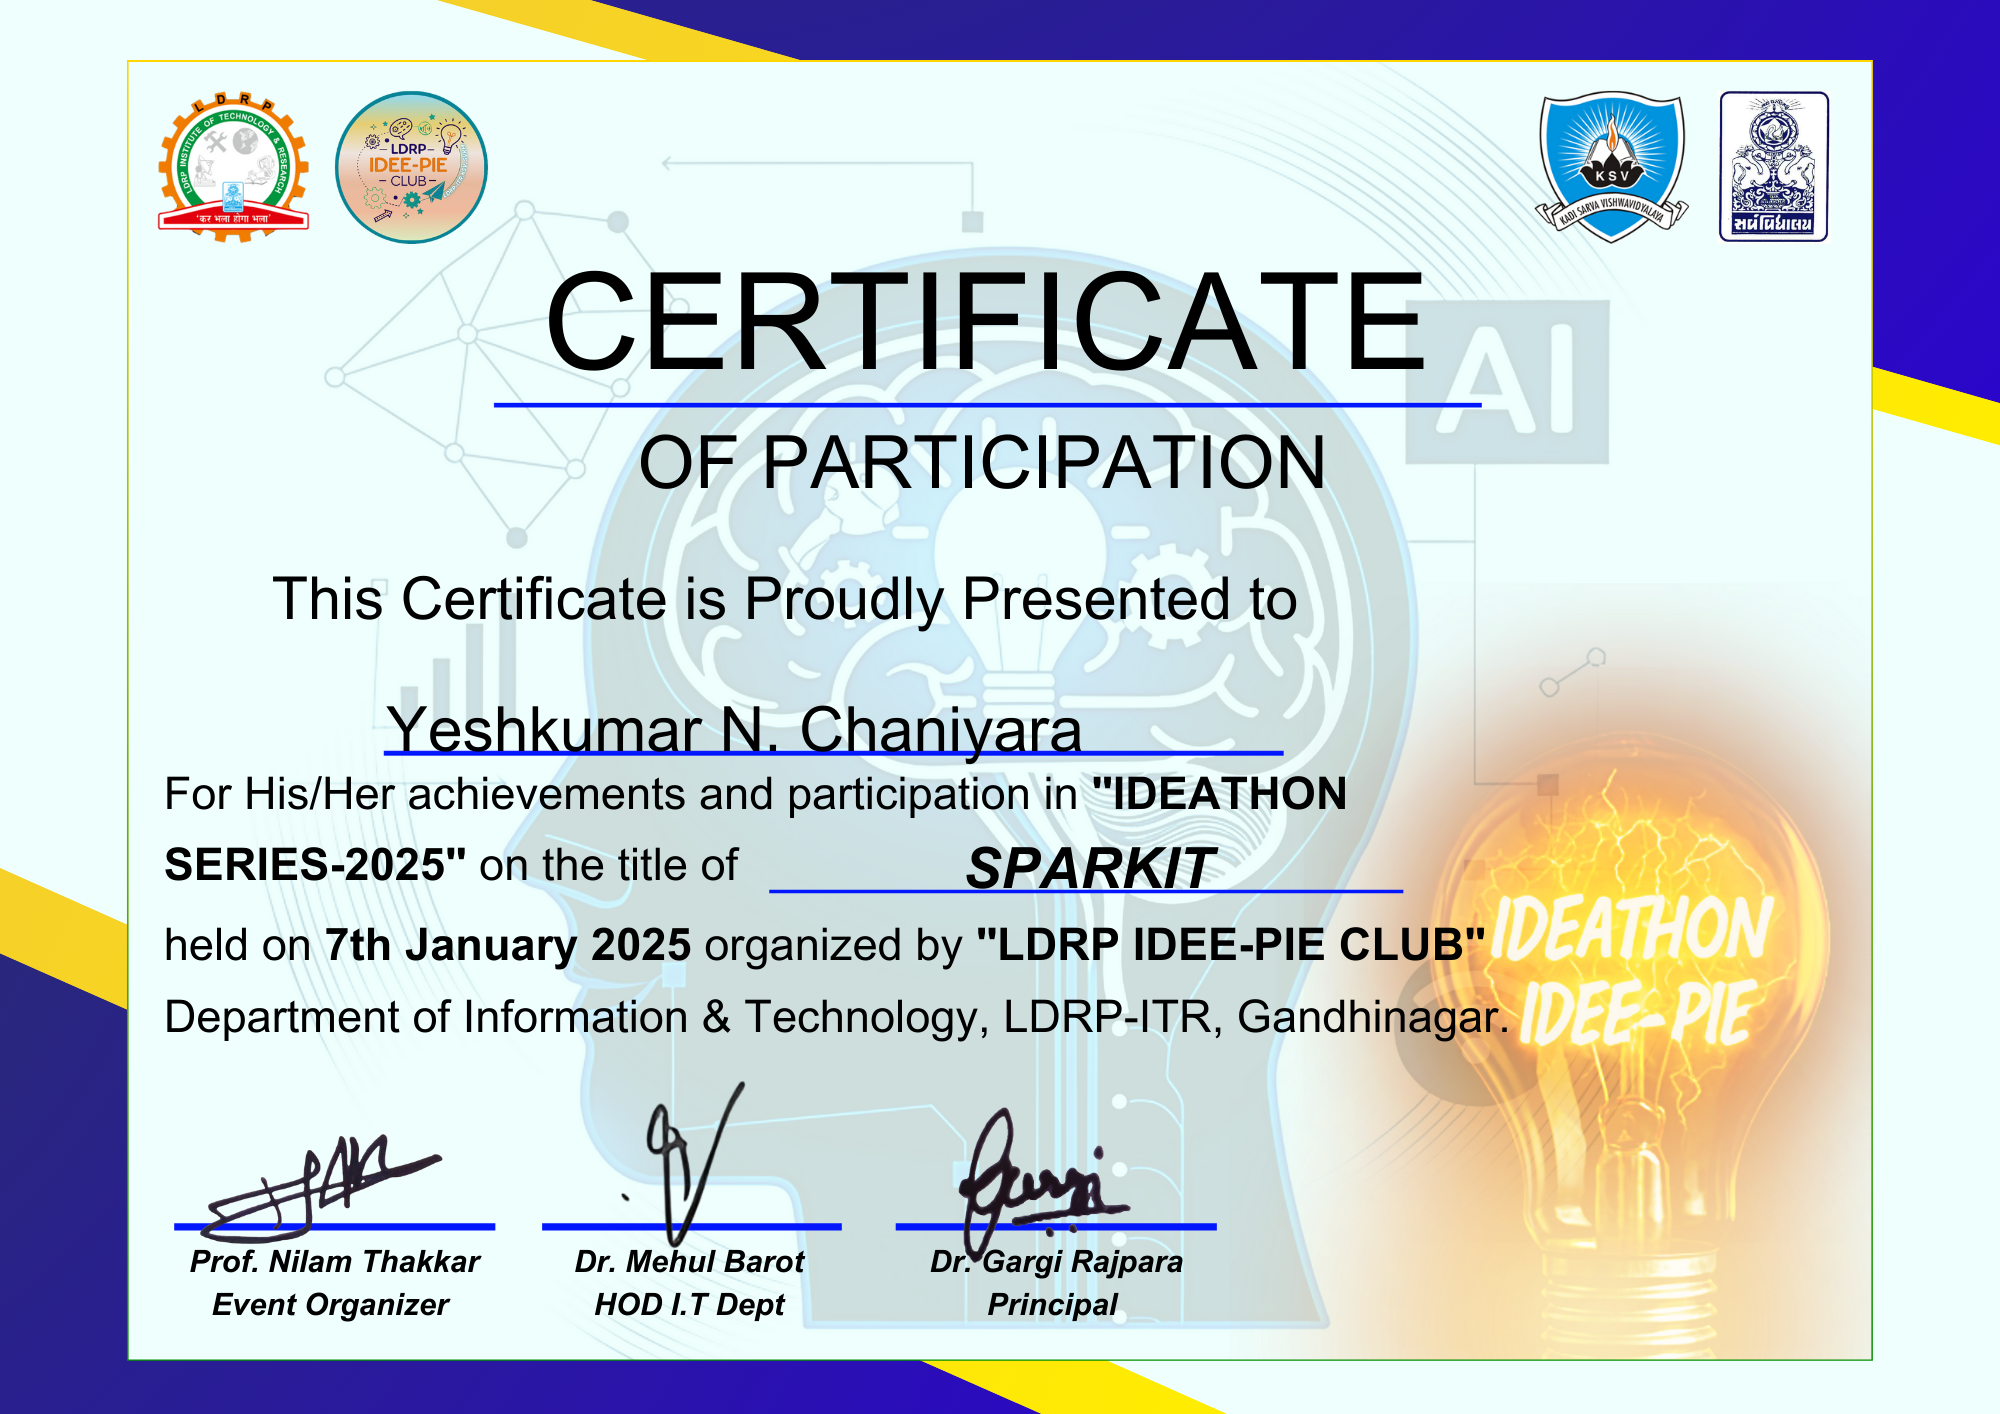 L D R P
LDRP INSTITUTE OF TECHNOLOGY & RESEARCH
'कर भला होगा भला'
LDRP
IDEE-PIE
CLUB
KSV
KADI SARVA VISHWAVIDYALAYA
સર્વ વિદ્યાલય
CERTIFICATE
AI
OF PARTICIPATION
This Certificate is Proudly Presented to
Yeshkumar N. Chaniyara
For His/Her achievements and participation in "IDEATHON
SERIES-2025" on the title of SPARKIT
held on 7th January 2025 organized by "LDRP IDEE-PIE CLUB"
Department of Information & Technology, LDRP-ITR, Gandhinagar.
IDEATHON
IDEE-PIE
Prof. Nilam Thakkar
Event Organizer
Dr. Mehul Barot
HOD I.T Dept
Dr. Gargi Rajpara
Principal